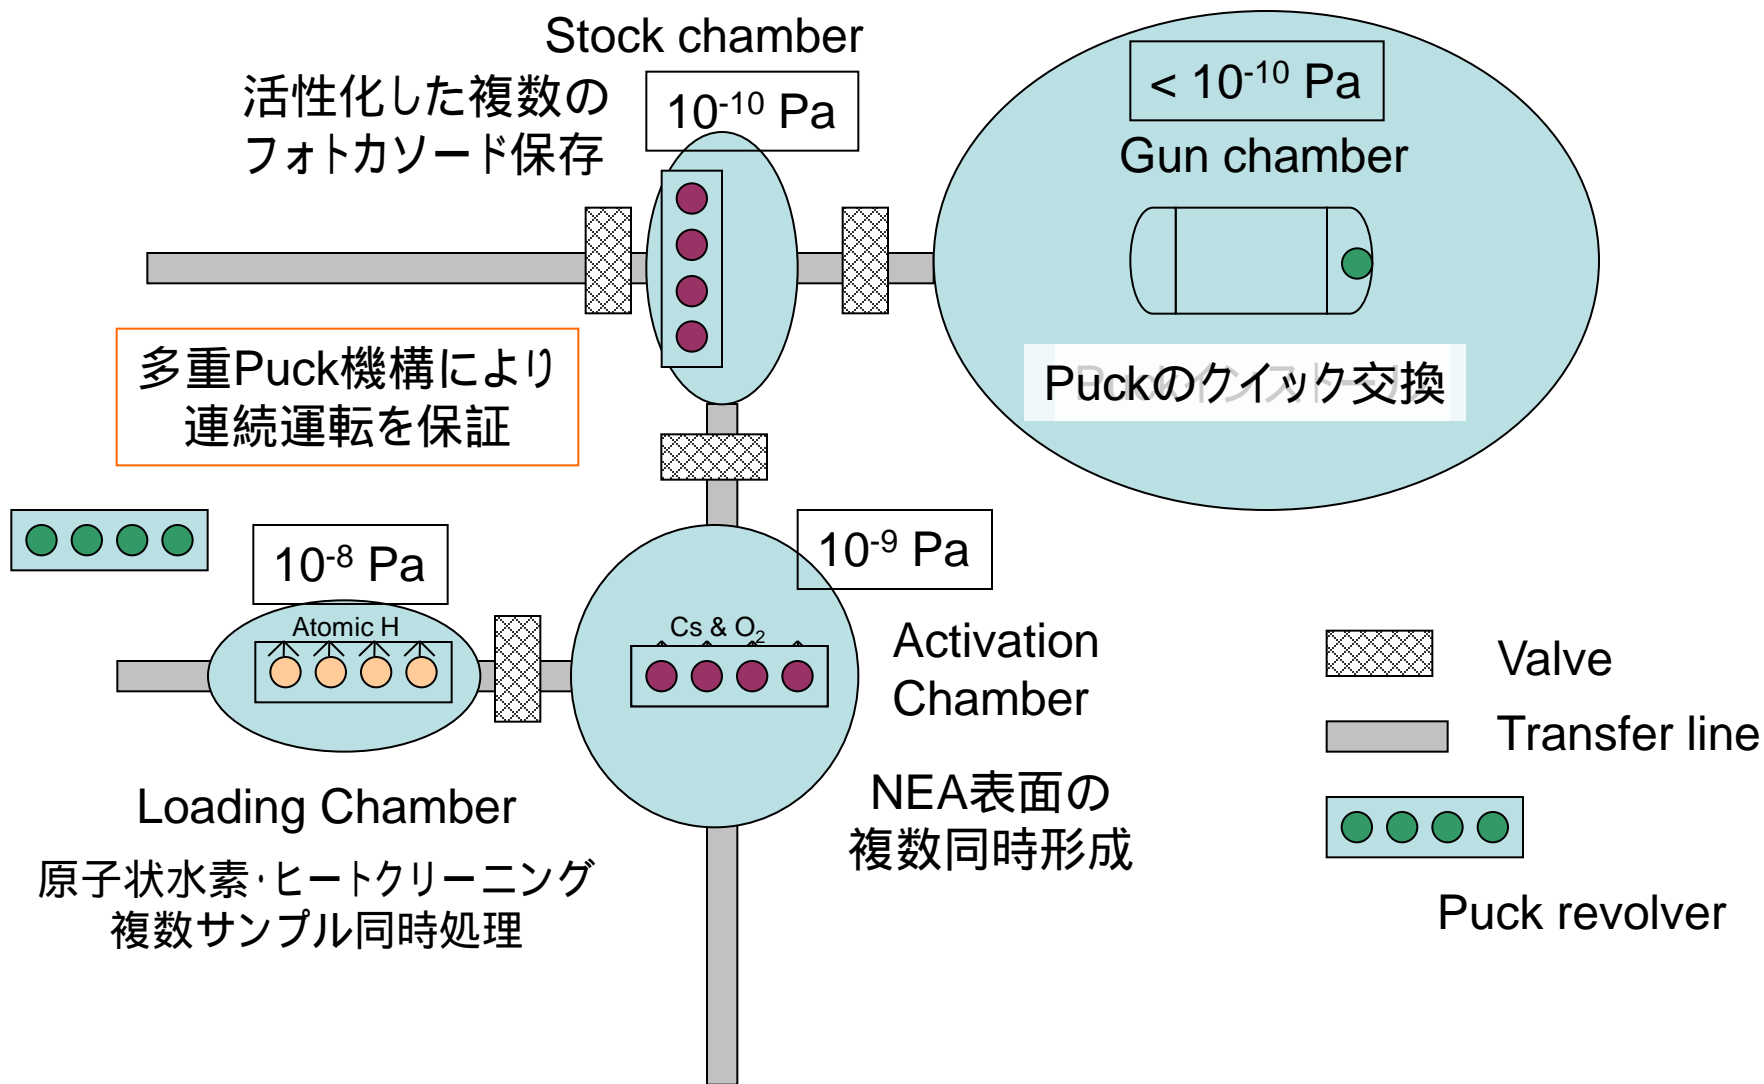 Stock chamber
活性化した複数の
フォトカソード保存
10-10 Pa
< 10-10 Pa
Gun chamber
Puckのクイック交換
多重Puck機構により
連続運転を保証
10-8 Pa
Atomic H
10-9 Pa
Cs & O2
Activation
Chamber
NEA表面の
複数同時形成
Loading Chamber
原子状水素・ヒートクリーニング
複数サンプル同時処理
Valve
Transfer line
Puck revolver